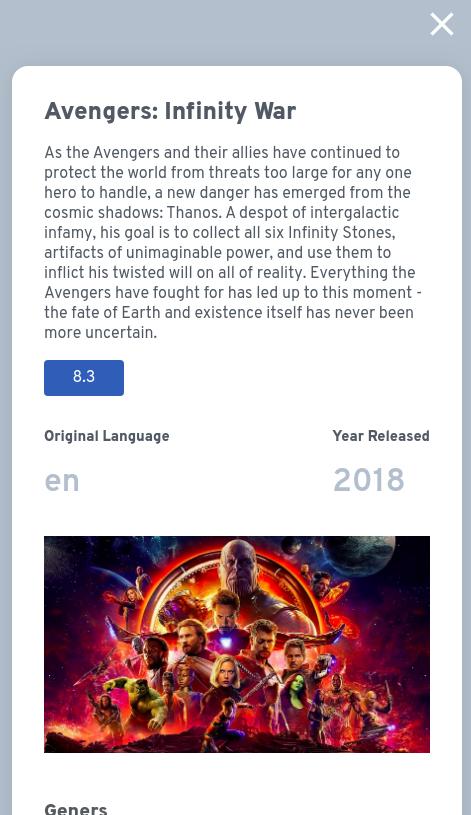 Avengers: Infinity War
As the Avengers and their allies have continued to
protect the world from threats too large for any one
hero to handle, a new danger has emerged from the
cosmic shadows: Thanos. A despot of intergalactic
infamy, his goal is to collect all six Infinity Stones,
artifacts of unimaginable power, and use them to
inflict his twisted will on all of reality. Everything the
Avengers have fought for has led up to this moment -
the fate of Earth and existence itself has never been
more uncertain.
8.3
Original Language
Year Released
en
2018
Geners